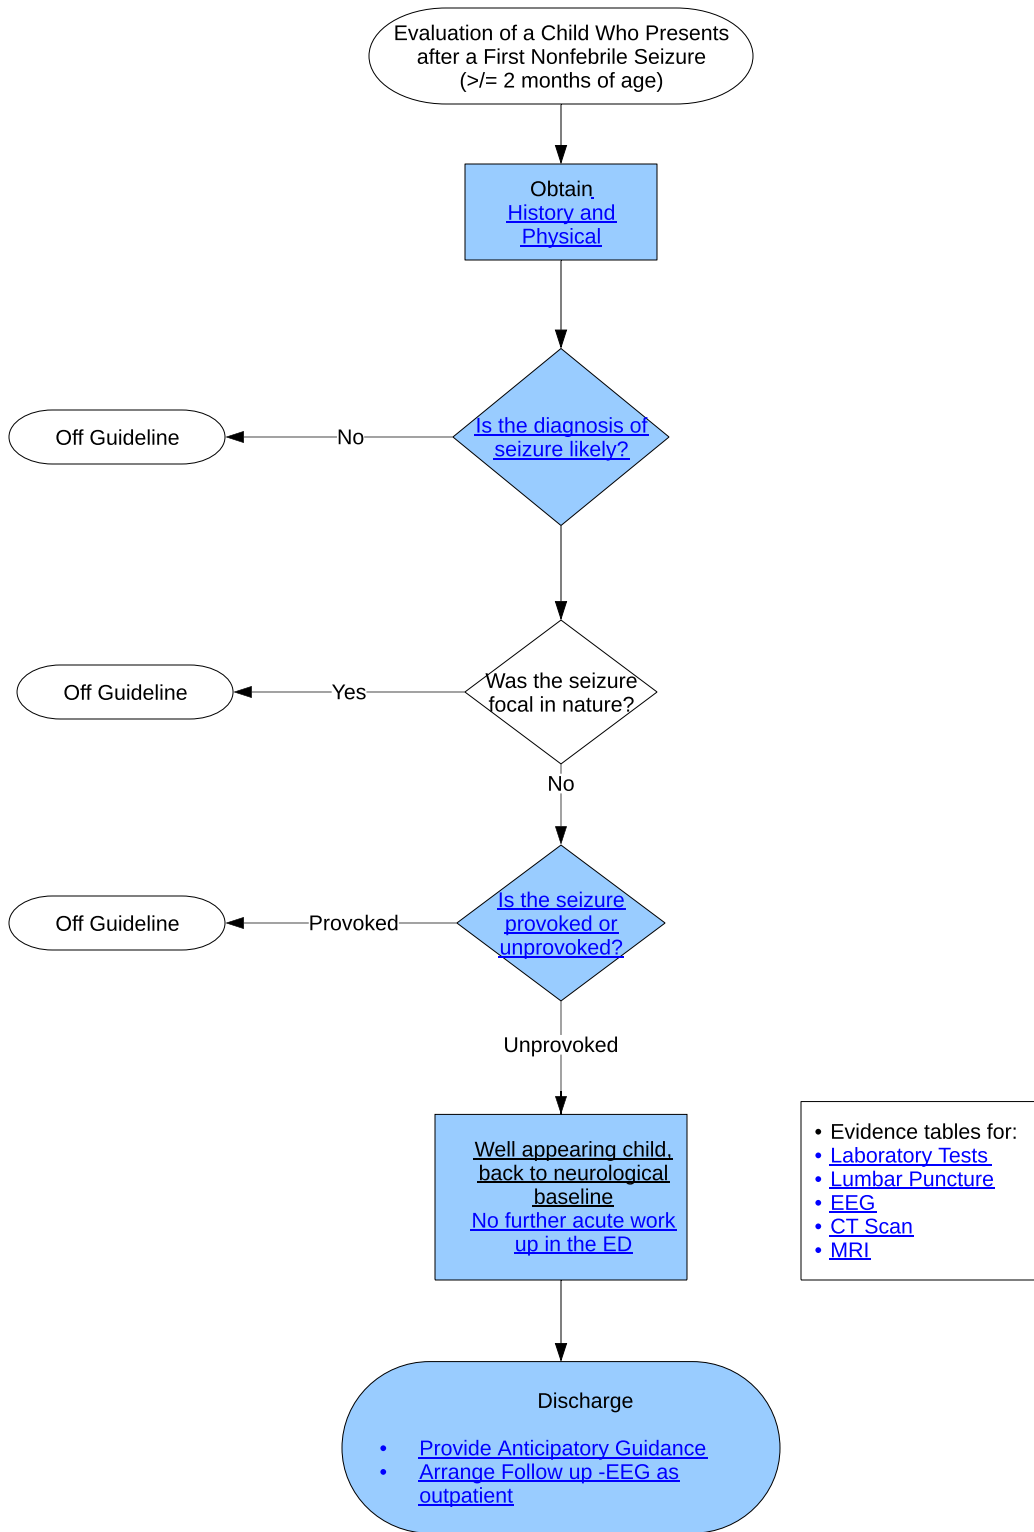 Evaluation of a Child Who Presents
after a First Nonfebrile Seizure
(>/= 2 months of age)
Obtain
History and
Physical
Is the diagnosis of
seizure likely?
No
Off Guideline
Was the seizure
focal in nature?
Yes
Off Guideline
No
Is the seizure
provoked or
unprovoked?
Provoked
Off Guideline
Unprovoked
Well appearing child,
back to neurological
baseline
No further acute work
up in the ED
• Evidence tables for:
• Laboratory Tests
• Lumbar Puncture
• EEG
• CT Scan
• MRI
Discharge
• Provide Anticipatory Guidance
• Arrange Follow up -EEG as
outpatient